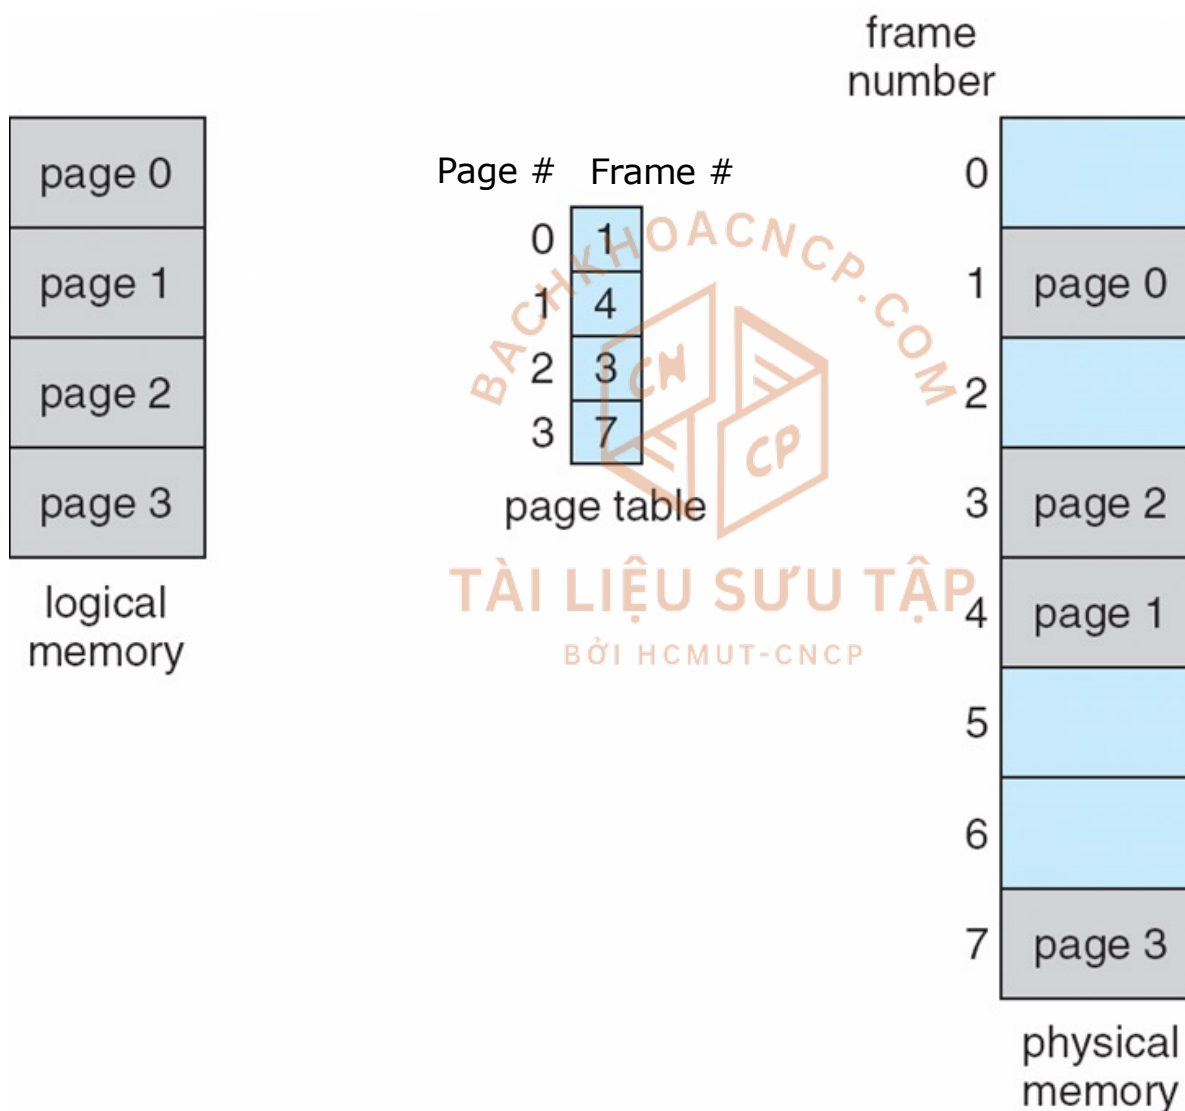 frame
number
page 0
page 1
page 2
page 3
logical
memory
Page # Frame #
0 1
1 4
2 3
3 7
page table
0
1 page 0
2
3 page 2
4 page 1
5
6
7 page 3
physical
memory
BACHKHOACNCP.COM
CN
CP
TÀI LIỆU SƯU TẬP
BỞI HCMUT-CNCP